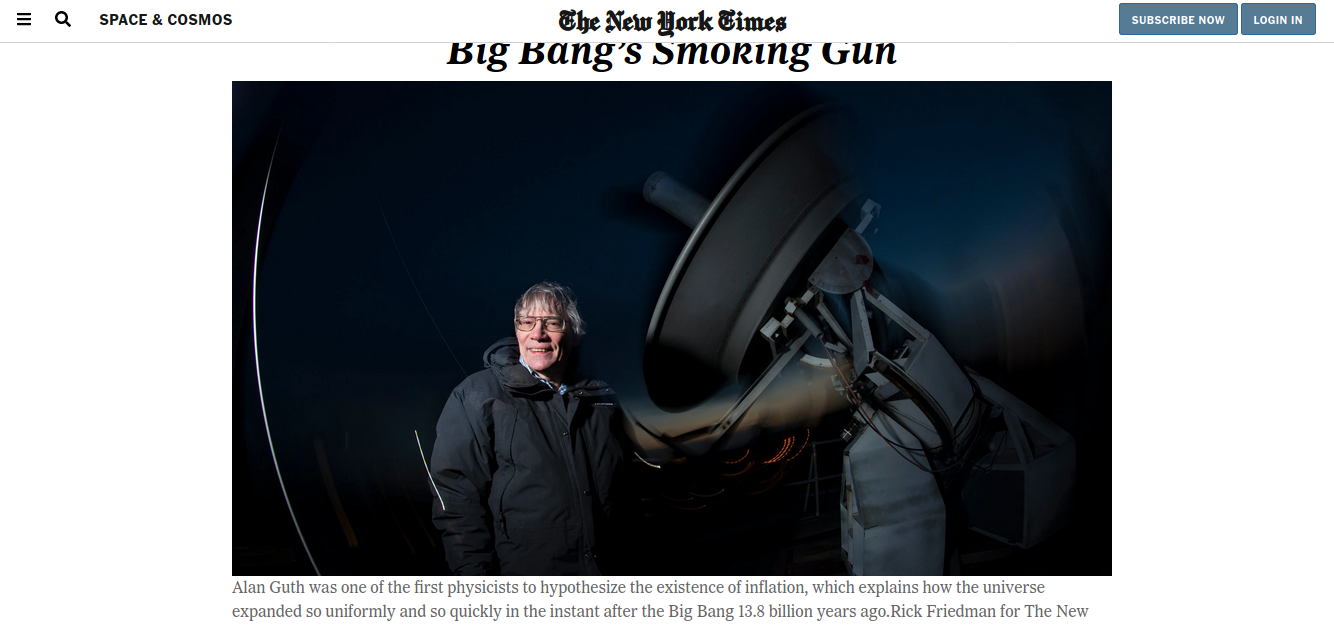 SPACE & COSMOS
The New York Times
SUBSCRIBE NOW
LOG IN
Big Bang's Smoking Gun
Alan Guth was one of the first physicists to hypothesize the existence of inflation, which explains how the universe
expanded so uniformly and so quickly in the instant after the Big Bang 13.8 billion years ago.Rick Friedman for The New